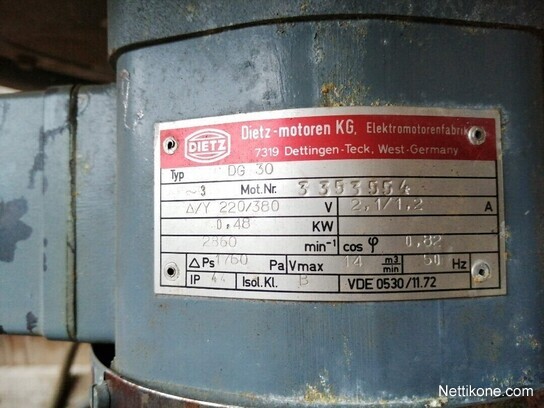 DIETZ
Dietz-motoren KG, Elektromotorenfabrik
7319 Dettingen-Teck, West-Germany
Typ DG 30
~ 3 Mot.Nr. 3353554
Δ/Y 220/380 V 2,1/1,2 A
0,48 KW
2860 min-1 cos φ 0,82
Δ Ps 1760 Pa Vmax 14 m3/min 50 Hz
IP 44 Isol.Kl. B VDE 0530/11.72
Nettikone.com